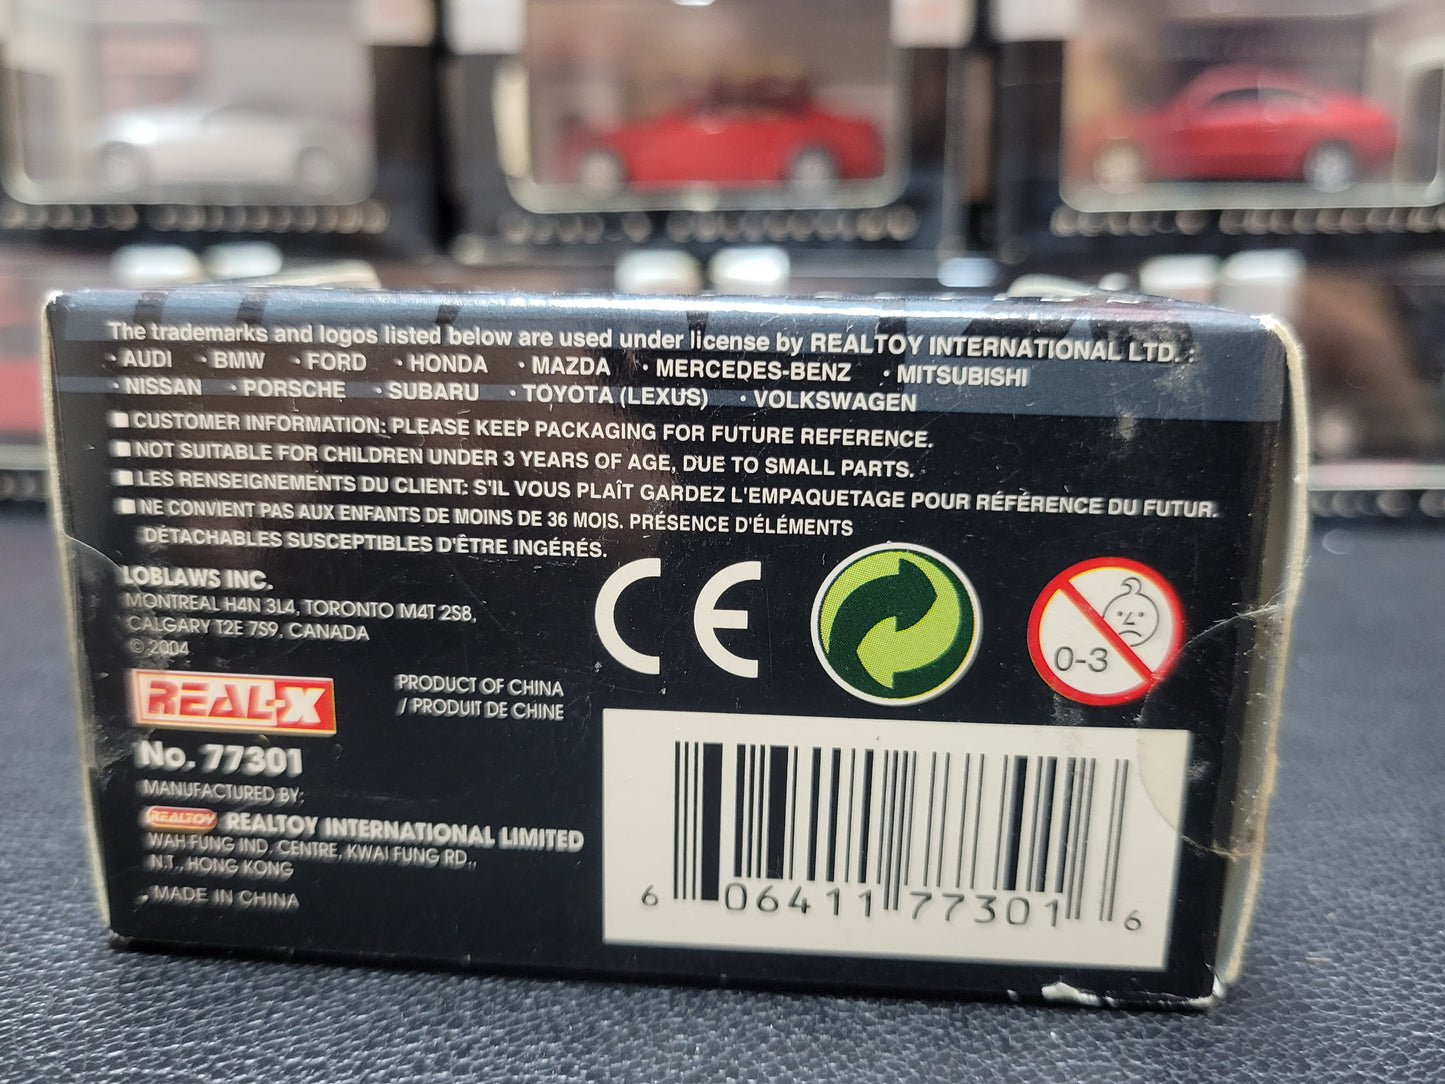 The trademarks and logos listed below are used under license by REALTOY INTERNATIONAL LTD. :
· AUDI · BMW · FORD · HONDA · MAZDA · MERCEDES-BENZ · MITSUBISHI
· NISSAN · PORSCHE · SUBARU · TOYOTA (LEXUS) · VOLKSWAGEN
■ CUSTOMER INFORMATION: PLEASE KEEP PACKAGING FOR FUTURE REFERENCE.
■ NOT SUITABLE FOR CHILDREN UNDER 3 YEARS OF AGE, DUE TO SMALL PARTS.
■ LES RENSEIGNEMENTS DU CLIENT: S'IL VOUS PLAÎT GARDEZ L'EMPAQUETAGE POUR RÉFÉRENCE DU FUTUR.
■ NE CONVIENT PAS AUX ENFANTS DE MOINS DE 36 MOIS. PRÉSENCE D'ÉLÉMENTS
DÉTACHABLES SUSCEPTIBLES D'ÊTRE INGÉRÉS.
LOBLAWS INC.
MONTREAL H4N 3L4, TORONTO M4T 2S8,
CALGARY T2E 7S9, CANADA
© 2004
CE
0-3
REAL-X
PRODUCT OF CHINA
/ PRODUIT DE CHINE
No. 77301
MANUFACTURED BY:
REALTOY REALTOY INTERNATIONAL LIMITED
WAH FUNG IND. CENTRE, KWAI FUNG RD.,
N.T., HONG KONG
MADE IN CHINA
6 06411 77301 6